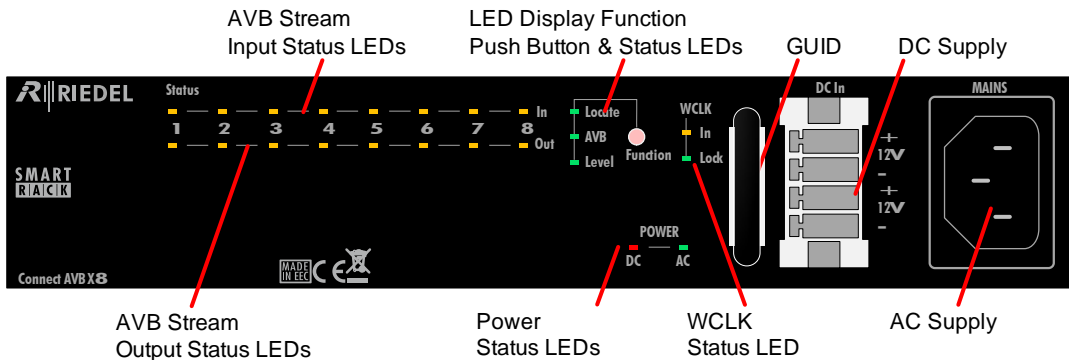 AVB Stream
Input Status LEDs
LED Display Function
Push Button & Status LEDs
GUID
DC Supply
RIEDEL
Status
In
1 2 3 4 5 6 7 8
Out
Locate
AVB
Level
Function
WCLK
In
Lock
DC In
+
12V
-
+
12V
-
MAINS
SMART
RACK
POWER
DC
AC
MADE
IN EEC
CE
Connect AVB X8
AVB Stream
Output Status LEDs
Power
Status LEDs
WCLK
Status LED
AC Supply